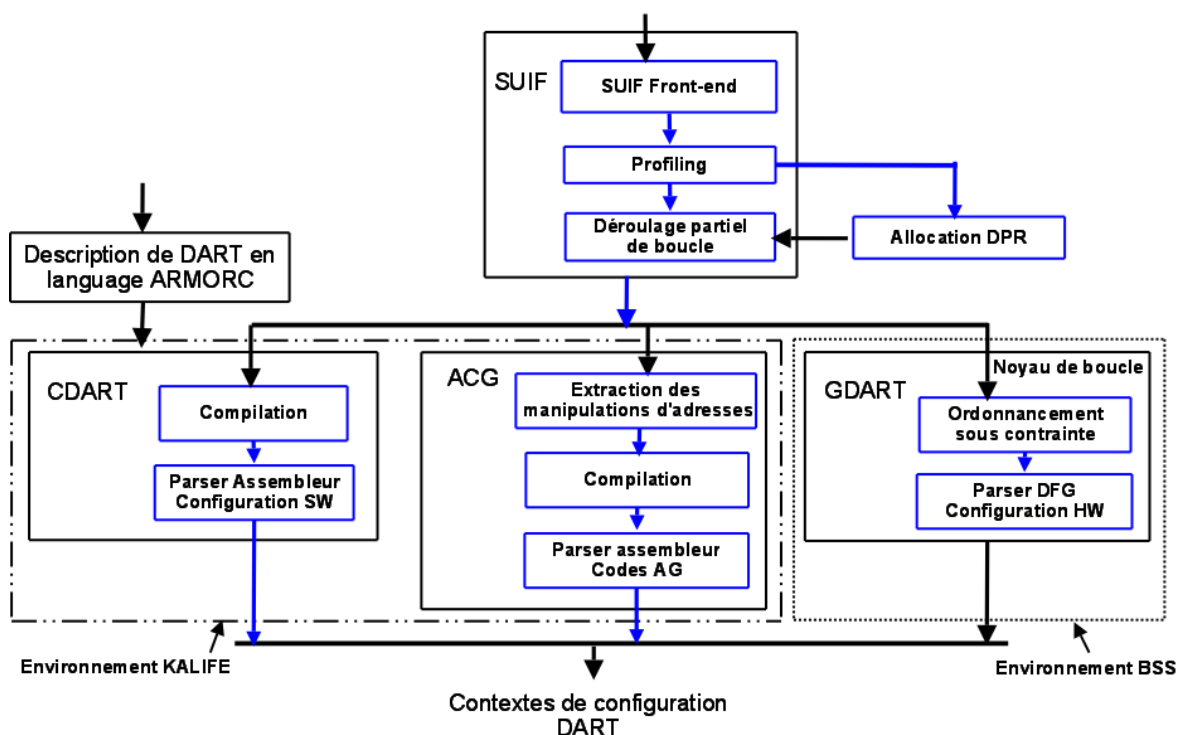 SUIF
SUIF Front-end
Profiling
Déroulage partiel
de boucle
Allocation DPR
Description de DART en
language ARMORC
CDART
Compilation
Parser Assembleur
Configuration SW
ACG
Extraction des
manipulations d'adresses
Compilation
Parser assembleur
Codes AG
Noyau de boucle
GDART
Ordonnancement
sous contrainte
Parser DFG
Configuration HW
Environnement KALIFE
Environnement BSS
Contextes de configuration
DART